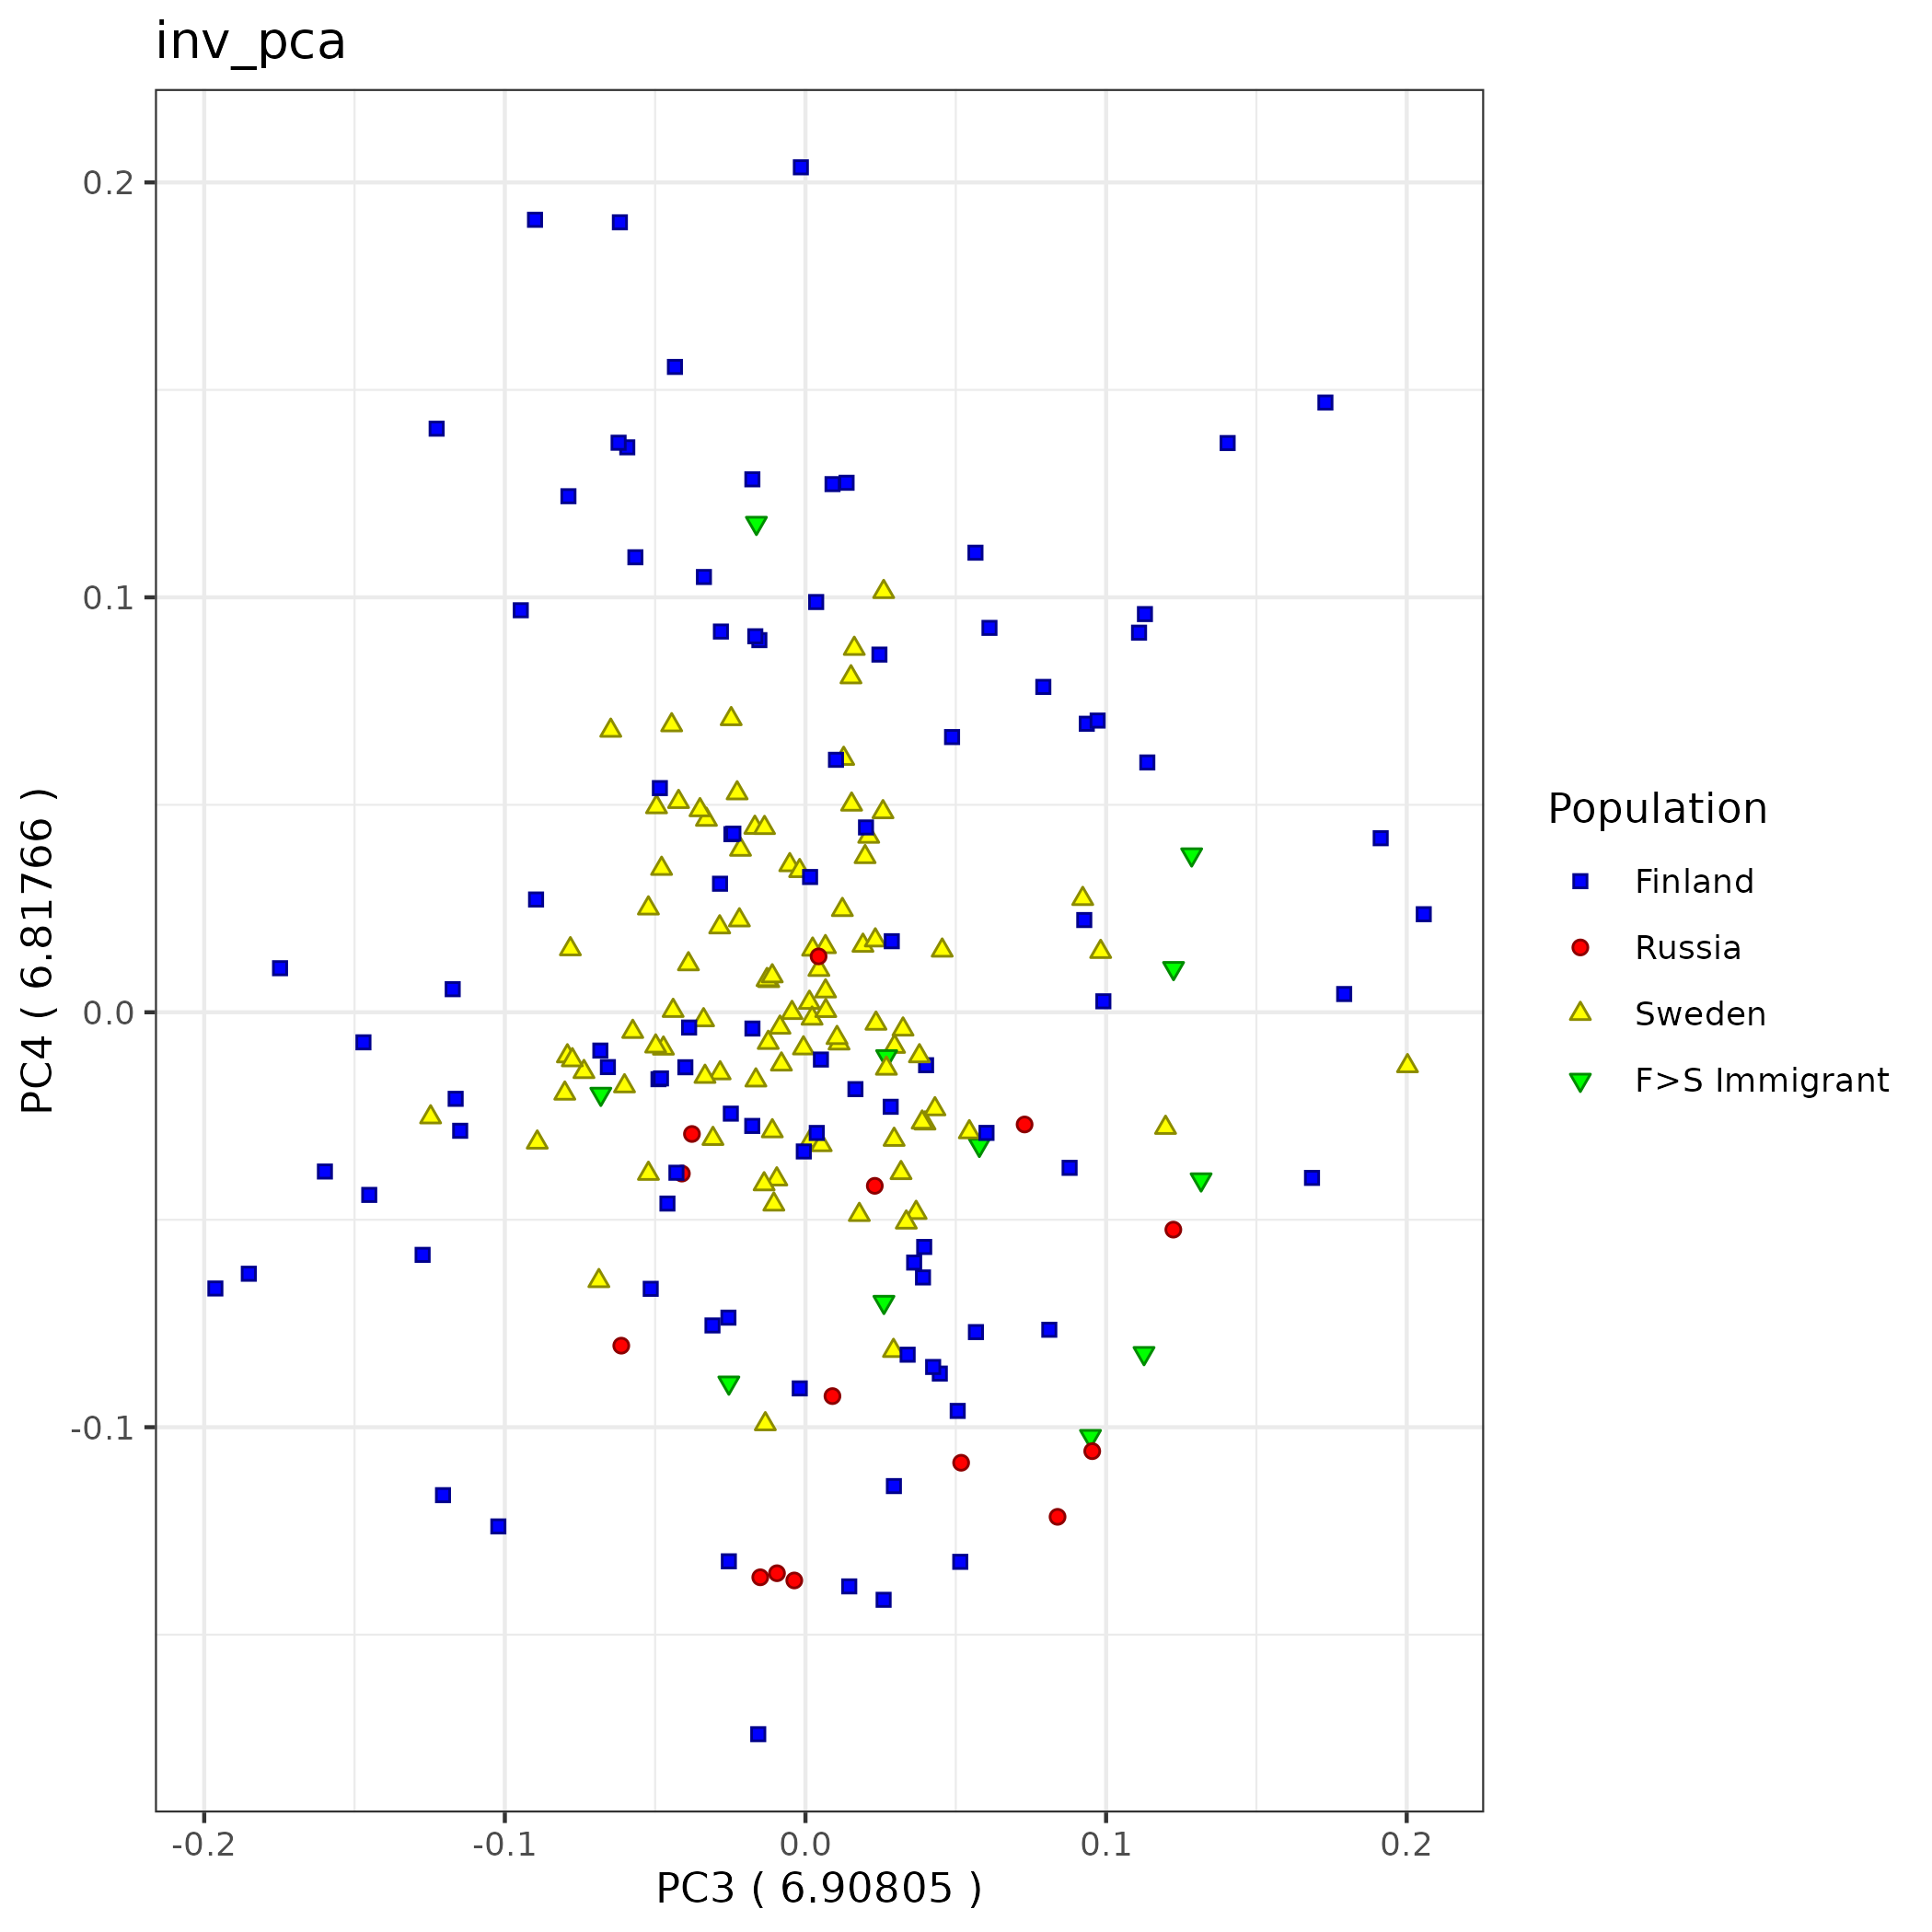 inv_pca
0.2
0.1
0.0
-0.1
PC4 ( 6.81766 )
-0.2
-0.1
0.0
0.1
0.2
PC3 ( 6.90805 )
Population
Finland
Russia
Sweden
F>S Immigrant